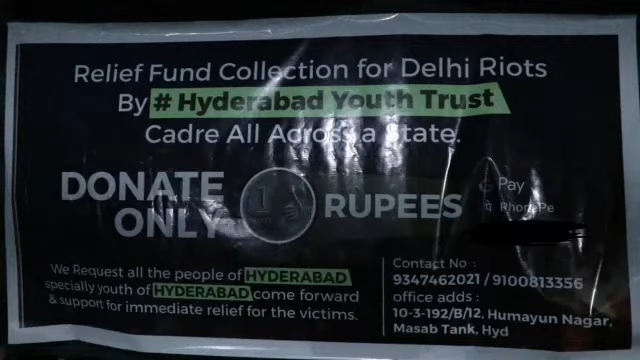 Relief Fund Collection for Delhi Riots
By # Hyderabad Youth Trust
Cadre All Across a State.
DONATE
ONLY
1
RUPEES
G Pay
PhonePe
We Request all the people of HYDERABAD
specially youth of HYDERABAD come forward
& support for immediate relief for the victims.
Contact No :
9347462021 / 9100813356
office adds :
10-3-192/B/12, Humayun Nagar,
Masab Tank, Hyd